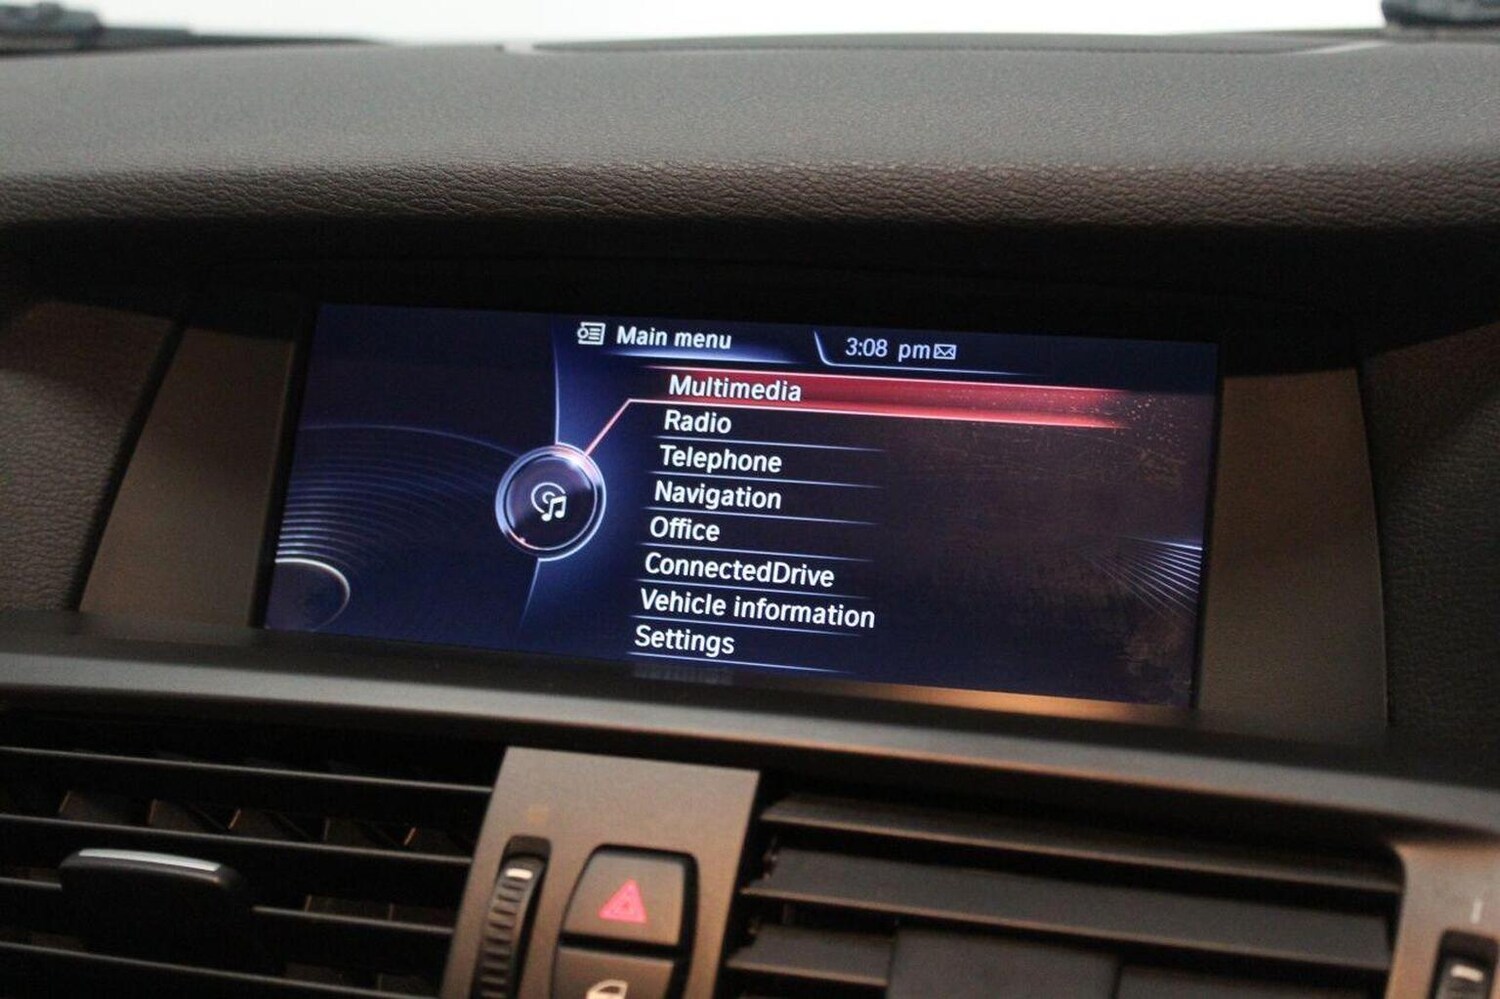 Main menu
3:08 pm
Multimedia
Radio
Telephone
Navigation
Office
ConnectedDrive
Vehicle information
Settings